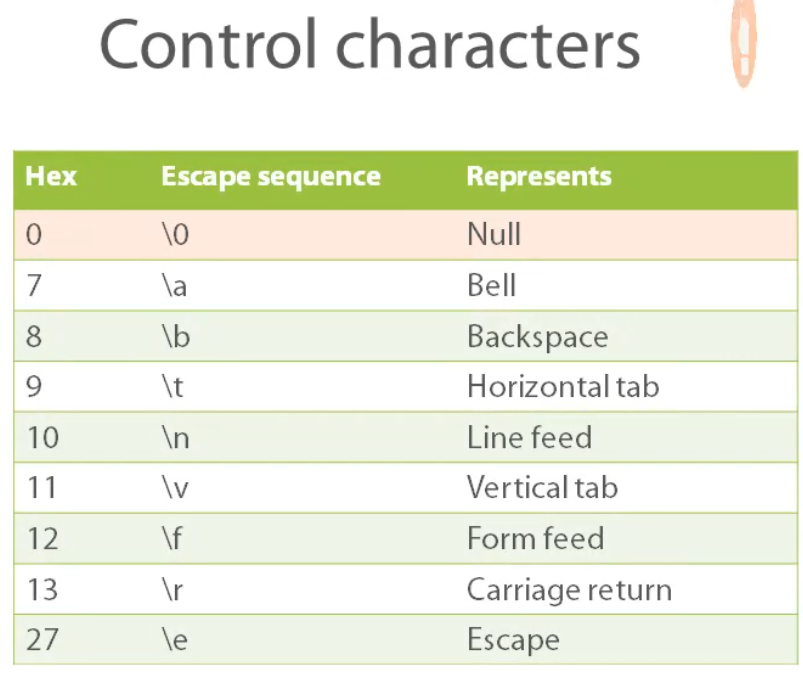 Control characters
Hex Escape sequence Represents
0 \0 Null
7 \a Bell
8 \b Backspace
9 \t Horizontal tab
10 \n Line feed
11 \v Vertical tab
12 \f Form feed
13 \r Carriage return
27 \e Escape